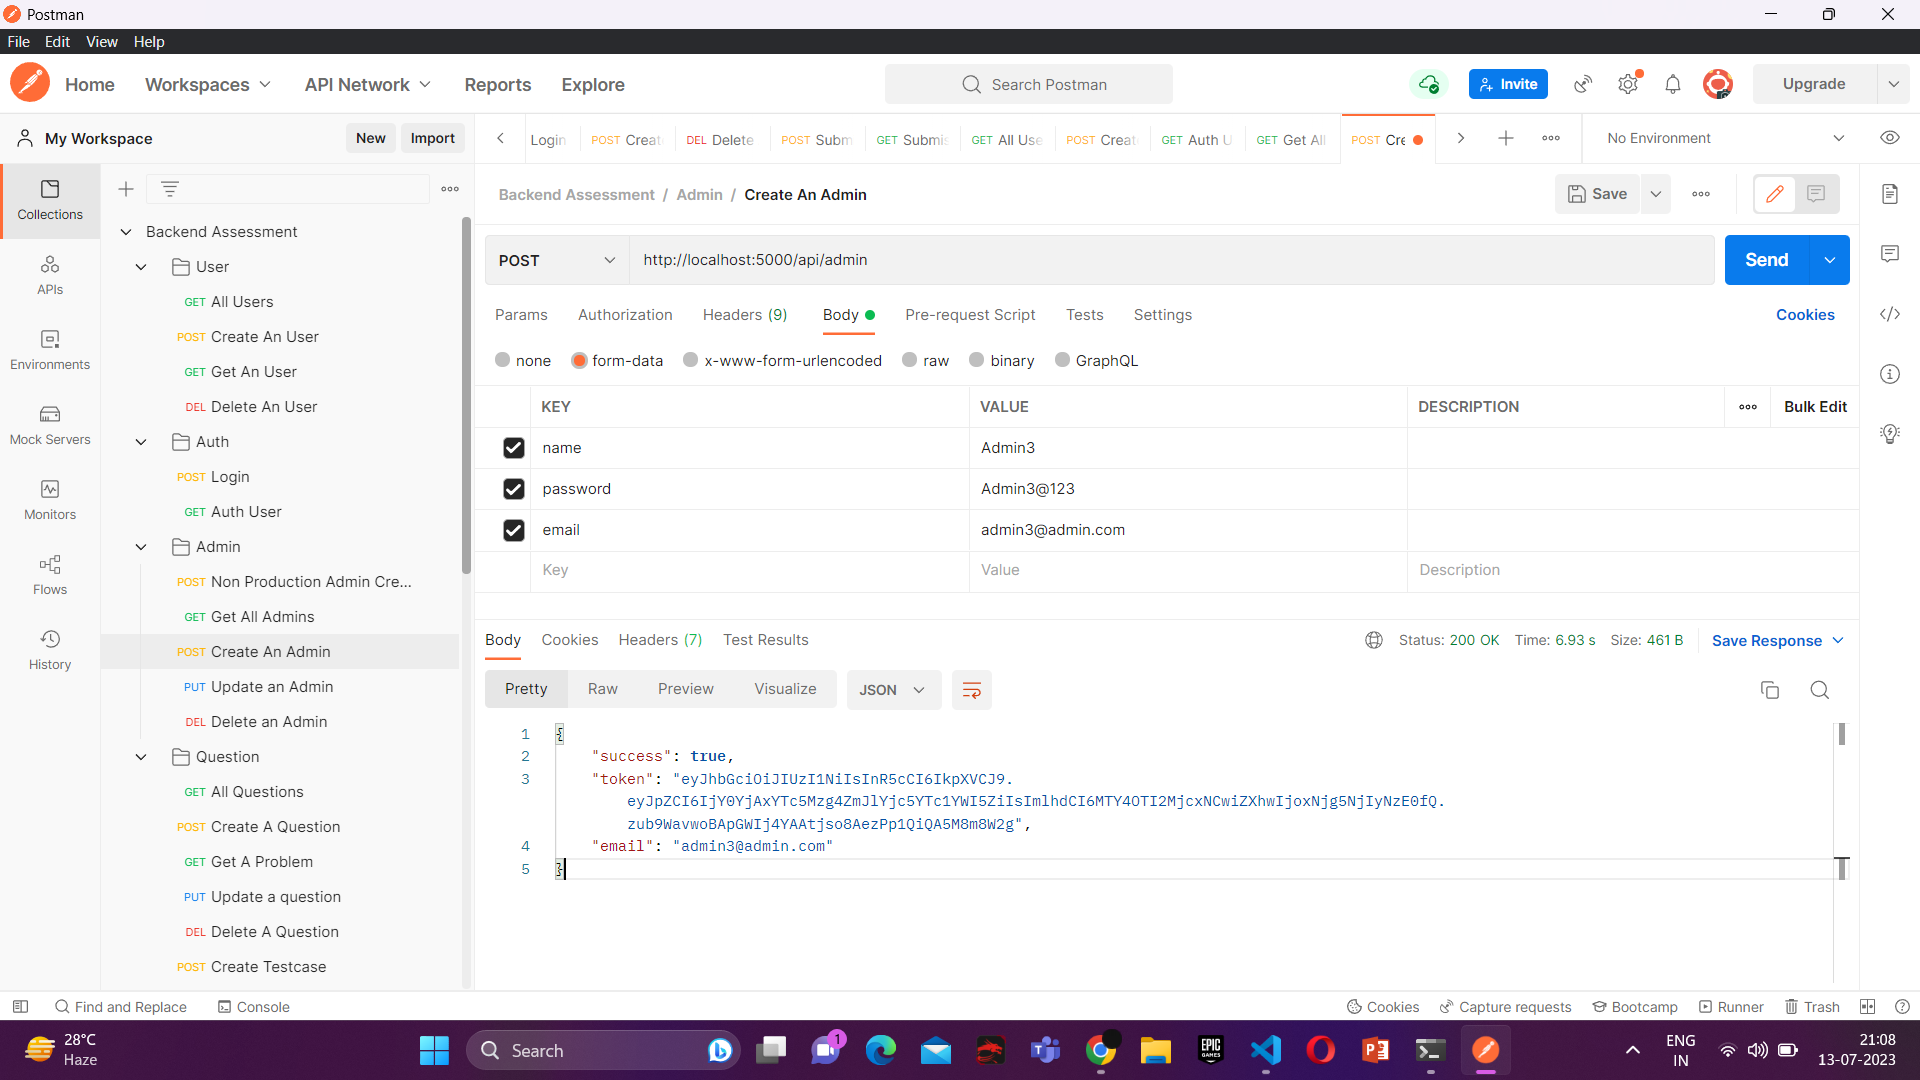 Postman
File Edit View Help
Home Workspaces API Network Reports Explore Search Postman Invite Upgrade
My Workspace New Import
Login POST Creat DEL Delete POST Subm GET Submis GET All Use POST Creat GET Auth U GET Get All POST Cre No Environment
Collections
APIs
Environments
Mock Servers
Monitors
Flows
History
Backend Assessment
User
GET All Users
POST Create An User
GET Get An User
DEL Delete An User
Auth
POST Login
GET Auth User
Admin
POST Non Production Admin Cre...
GET Get All Admins
POST Create An Admin
PUT Update an Admin
DEL Delete an Admin
Question
GET All Questions
POST Create A Question
GET Get A Problem
PUT Update a question
DEL Delete A Question
POST Create Testcase
Backend Assessment / Admin / Create An Admin Save
POST http://localhost:5000/api/admin Send
Params Authorization Headers (9) Body Pre-request Script Tests Settings Cookies
none form-data x-www-form-urlencoded raw binary GraphQL
KEY VALUE DESCRIPTION Bulk Edit
name Admin3
password Admin3@123
email admin3@admin.com
Key Value Description
Body Cookies Headers (7) Test Results Status: 200 OK Time: 6.93 s Size: 461 B Save Response
Pretty Raw Preview Visualize JSON
1 {
2 "success": true,
3 "token": "eyJhbGciOiJIUzI1NiIsInR5cCI6IkpXVCJ9.
eyJpZCI6IjY0YjAxYTc5Mzg4ZmJlYjc5YTc1YWI5ZiIsImlhdCI6MTY4OTI2MjcxNCwiZXhwIjoxNjg5NjIyNzE0fQ.
zub9WavwoBApGWIj4YAAtjso8AezPp1QiQA5M8m8W2g",
4 "email": "admin3@admin.com"
5 }
Find and Replace Console Cookies Capture requests Bootcamp Runner Trash
28°C
Haze
Search
1
EPIC GAMES
ENG
IN
21:08
13-07-2023